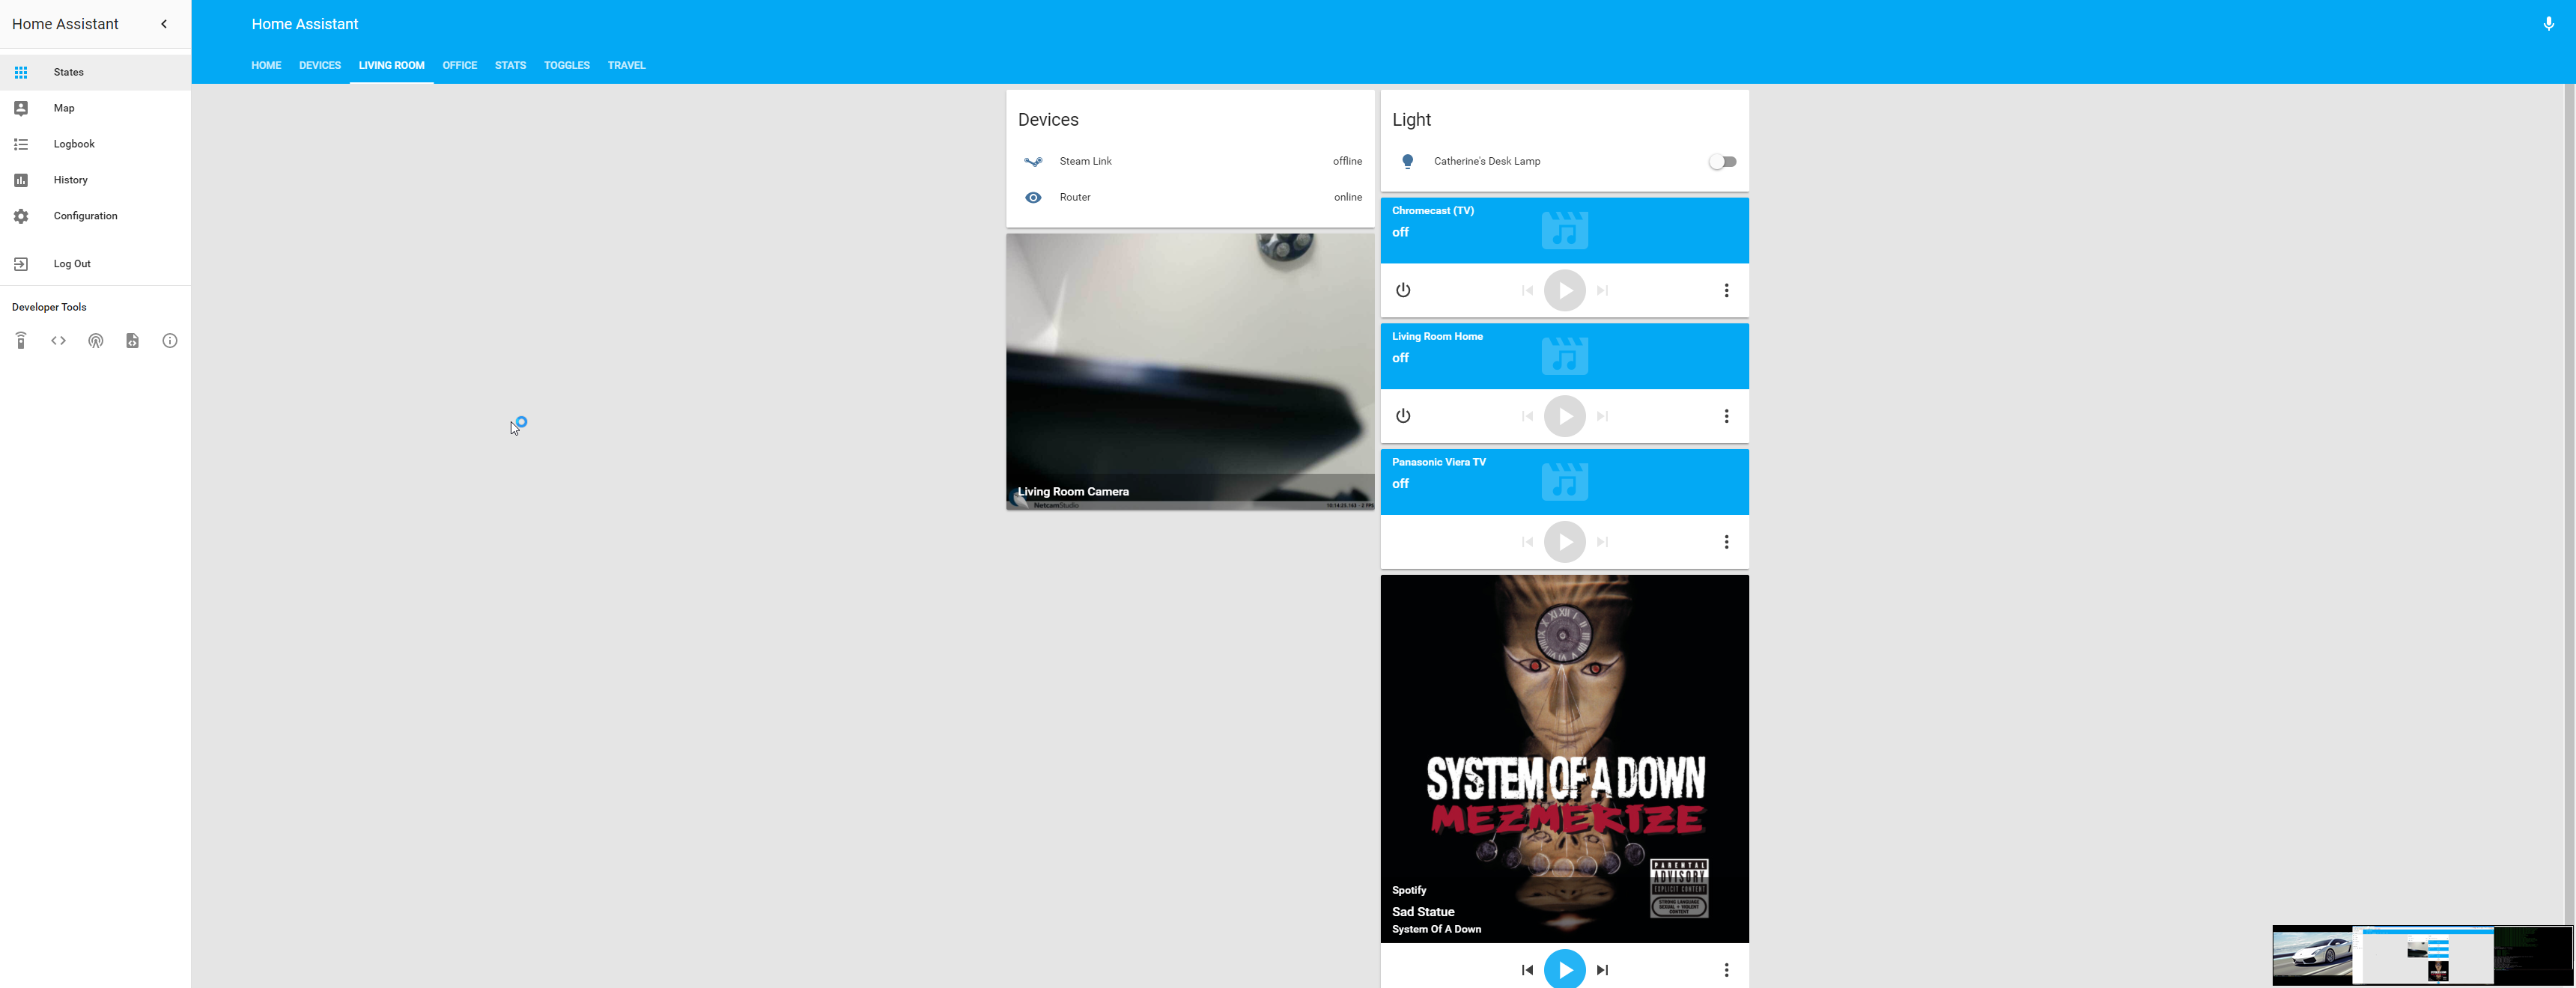 Home Assistant
Home Assistant
HOME DEVICES LIVING ROOM OFFICE STATS TOGGLES TRAVEL
States
Map
Logbook
History
Configuration
Log Out
Developer Tools
Devices
Steam Link offline
Router online
Living Room Camera
NetcamStudio
Light
Catherine's Desk Lamp
Chromecast (TV)
off
Living Room Home
off
Panasonic Viera TV
off
SYSTEM OF A DOWN
MEZMERIZE
PARENTAL
ADVISORY
EXPLICIT CONTENT
Spotify
Sad Statue
System Of A Down